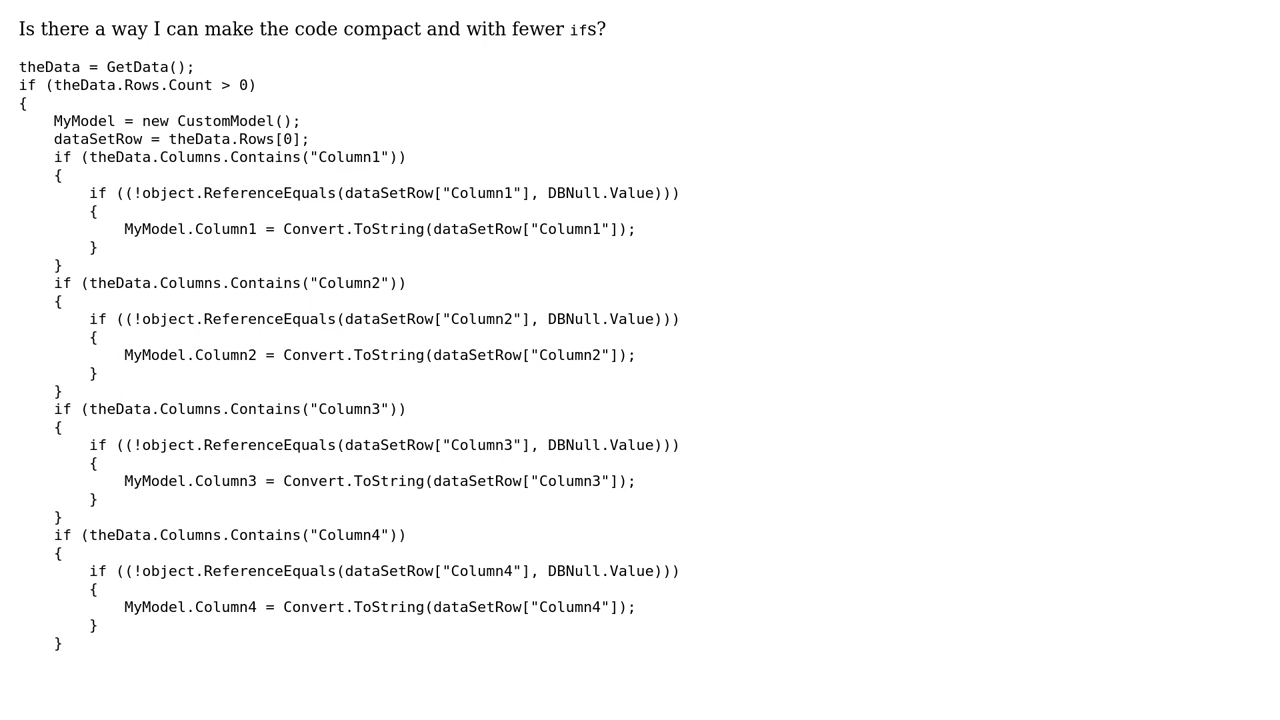 Is there a way I can make the code compact and with fewer ifs?
theData = GetData();
if (theData.Rows.Count > 0)
{
    MyModel = new CustomModel();
    dataSetRow = theData.Rows[0];
    if (theData.Columns.Contains("Column1"))
    {
        if ((!object.ReferenceEquals(dataSetRow["Column1"], DBNull.Value)))
        {
            MyModel.Column1 = Convert.ToString(dataSetRow["Column1"]);
        }
    }
    if (theData.Columns.Contains("Column2"))
    {
        if ((!object.ReferenceEquals(dataSetRow["Column2"], DBNull.Value)))
        {
            MyModel.Column2 = Convert.ToString(dataSetRow["Column2"]);
        }
    }
    if (theData.Columns.Contains("Column3"))
    {
        if ((!object.ReferenceEquals(dataSetRow["Column3"], DBNull.Value)))
        {
            MyModel.Column3 = Convert.ToString(dataSetRow["Column3"]);
        }
    }
    if (theData.Columns.Contains("Column4"))
    {
        if ((!object.ReferenceEquals(dataSetRow["Column4"], DBNull.Value)))
        {
            MyModel.Column4 = Convert.ToString(dataSetRow["Column4"]);
        }
    }